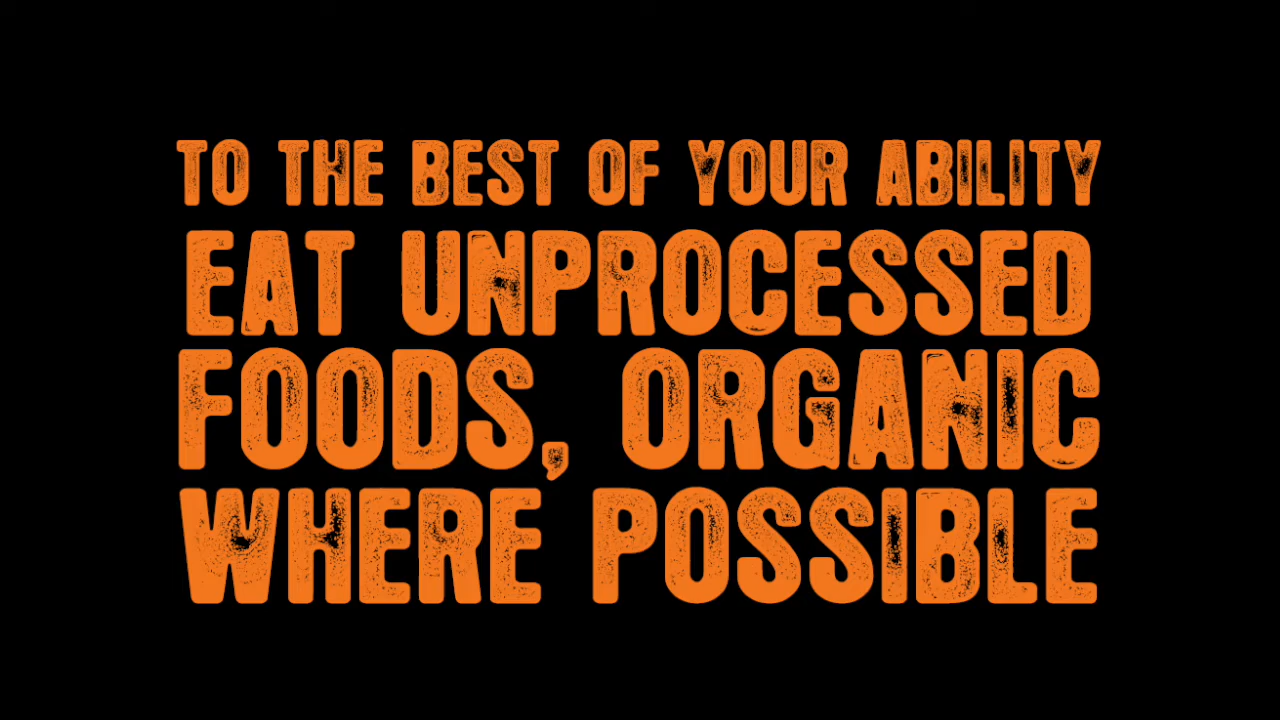 TO THE BEST OF YOUR ABILITY
EAT UNPROCESSED
FOODS, ORGANIC
WHERE POSSIBLE